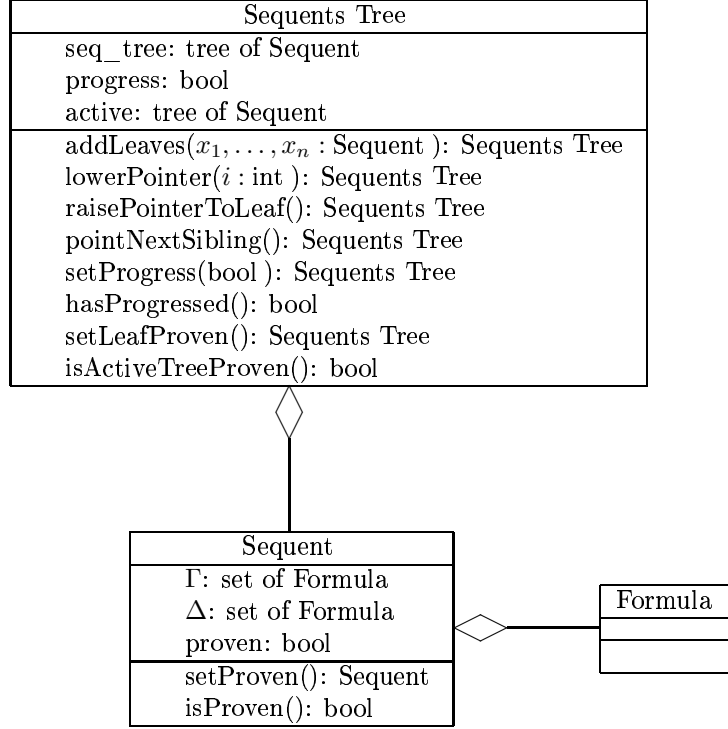 Sequents Tree
seq_tree: tree of Sequent
progress: bool
active: tree of Sequent
addLeaves(x₁, . . . , xₙ : Sequent ): Sequents Tree
lowerPointer(i : int ): Sequents Tree
raisePointerToLeaf(): Sequents Tree
pointNextSibling(): Sequents Tree
setProgress(bool ): Sequents Tree
hasProgressed(): bool
setLeafProven(): Sequents Tree
isActiveTreeProven(): bool
Sequent
Γ: set of Formula
Δ: set of Formula
proven: bool
setProven(): Sequent
isProven(): bool
Formula